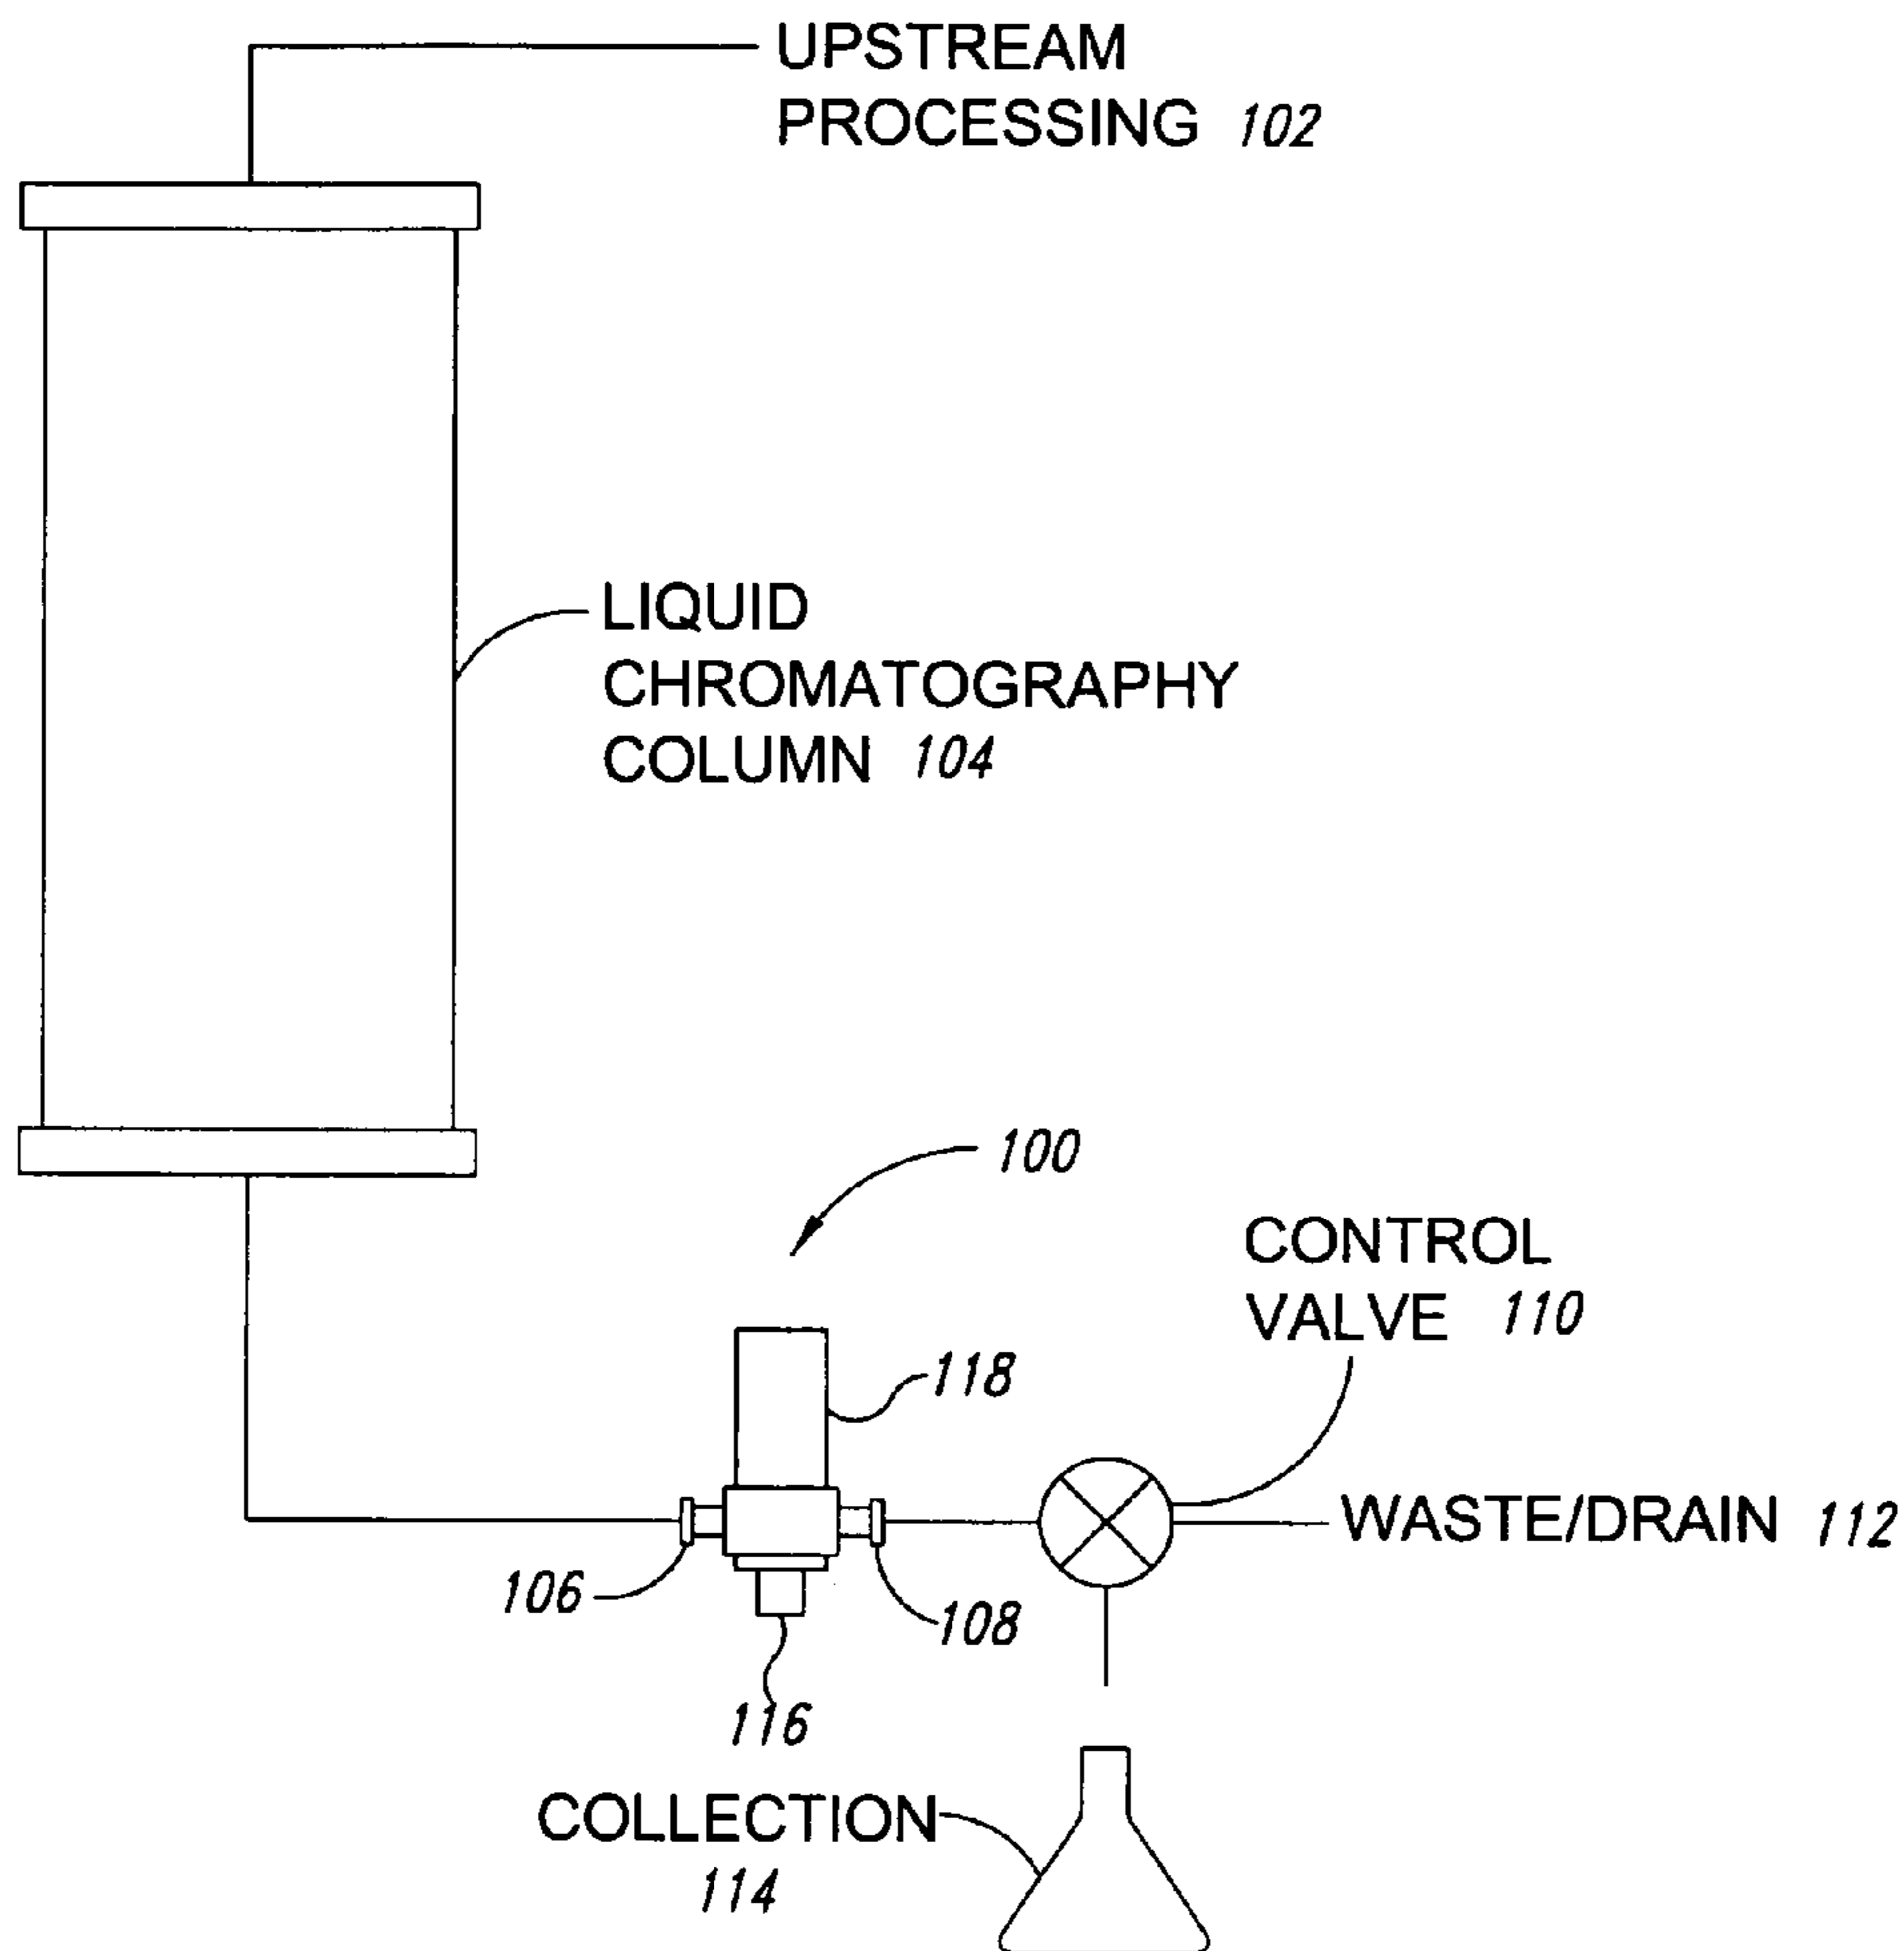 UPSTREAM
PROCESSING 102
LIQUID
CHROMATOGRAPHY
COLUMN 104
100
CONTROL
VALVE 110
118
WASTE/DRAIN 112
106
108
116
COLLECTION
114